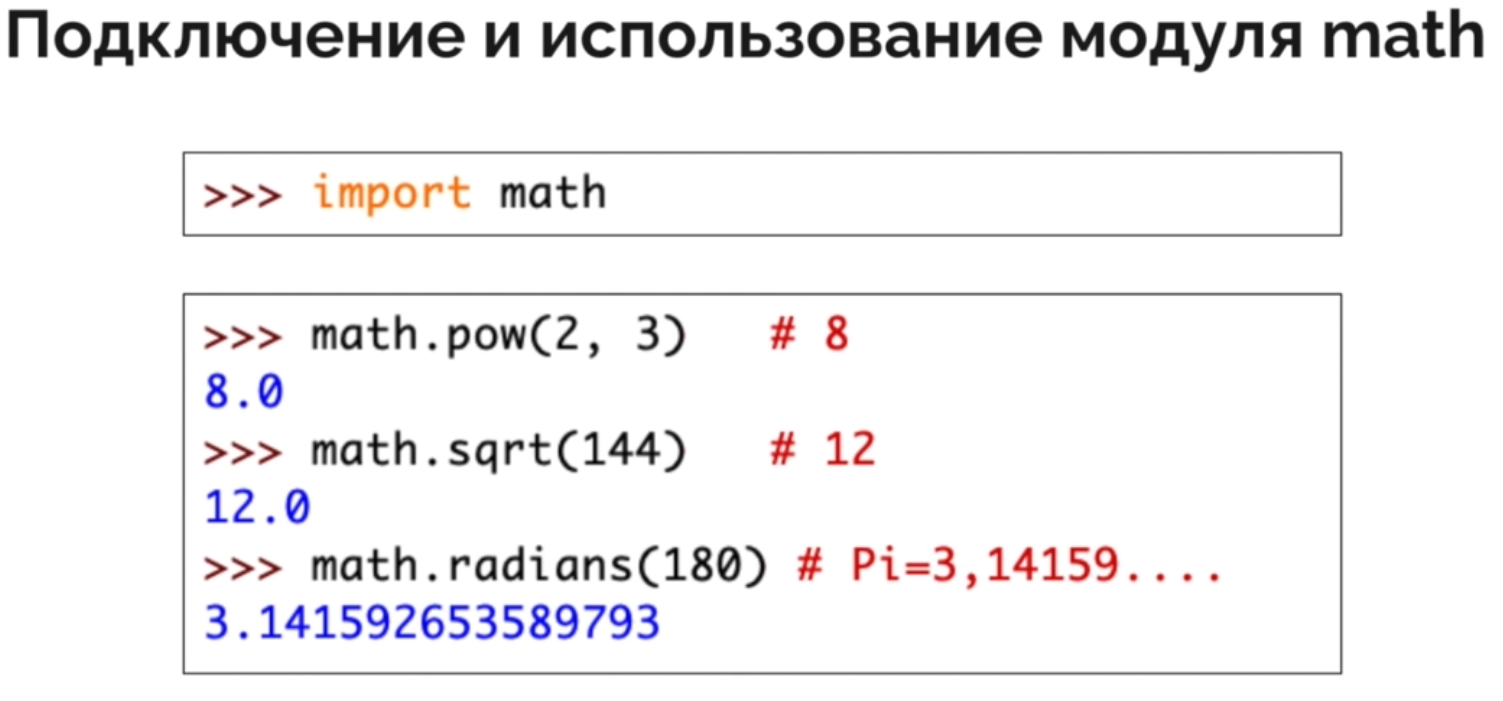 Подключение и использование модуля math
>>> import math
>>> math.pow(2, 3)   # 8
8.0
>>> math.sqrt(144)   # 12
12.0
>>> math.radians(180) # Pi=3,14159....
3.141592653589793